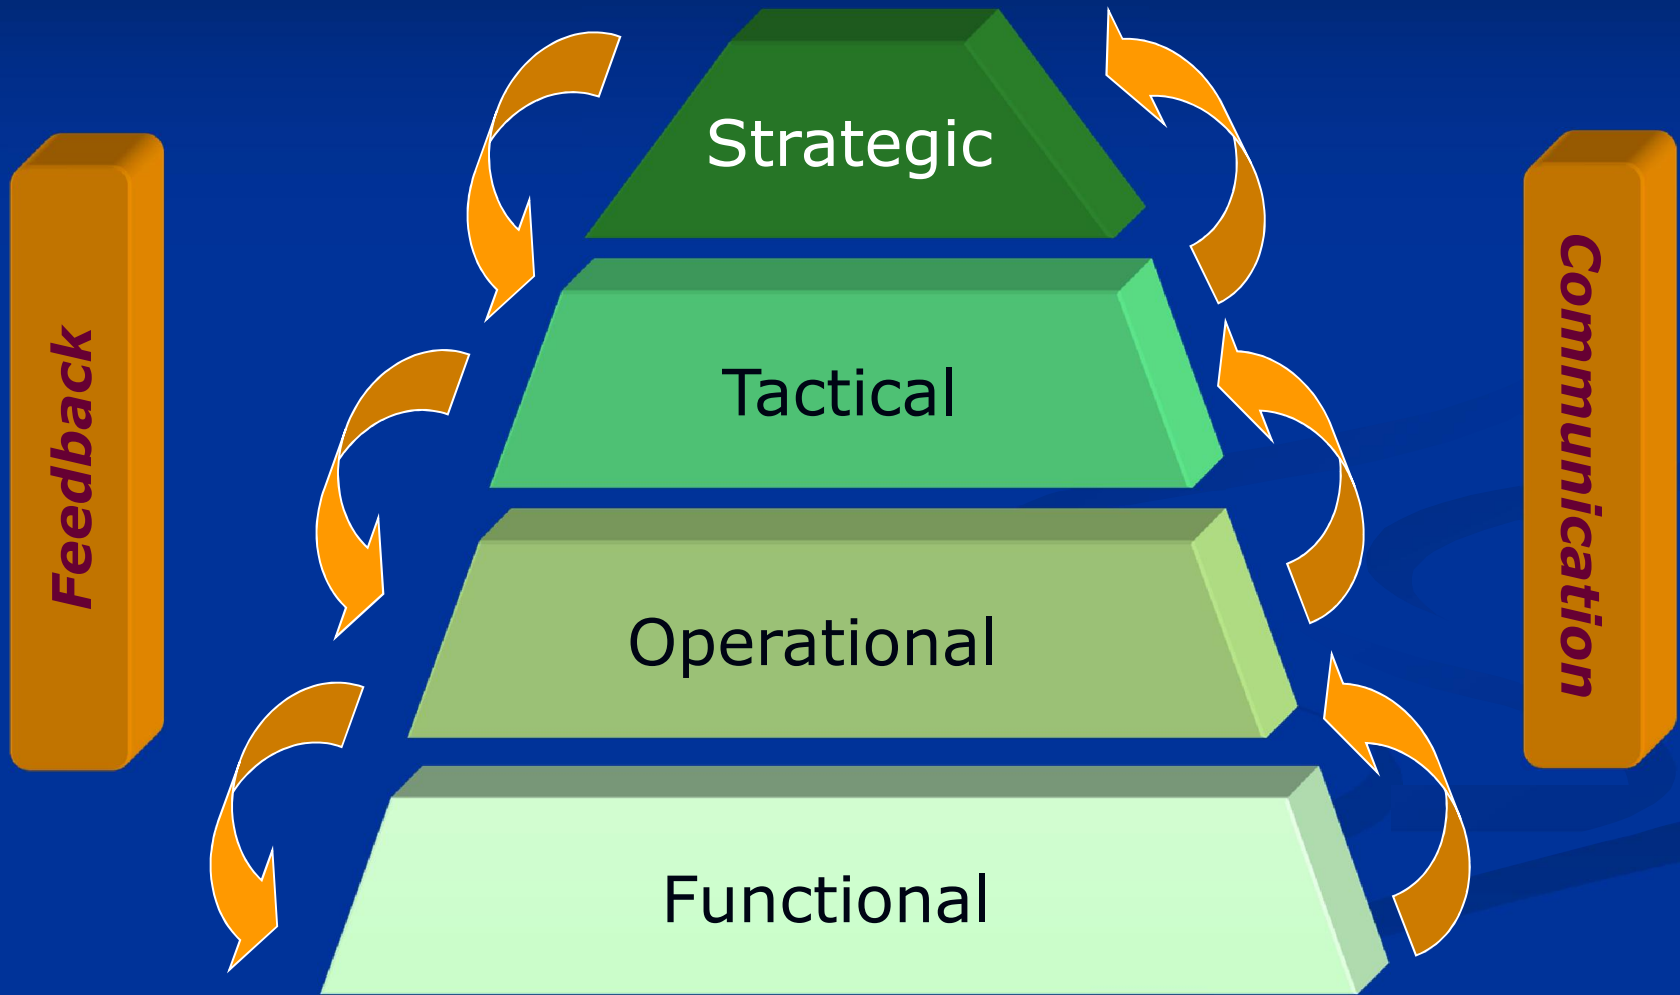 Strategic
Tactical
Operational
Functional
Feedback
Communication